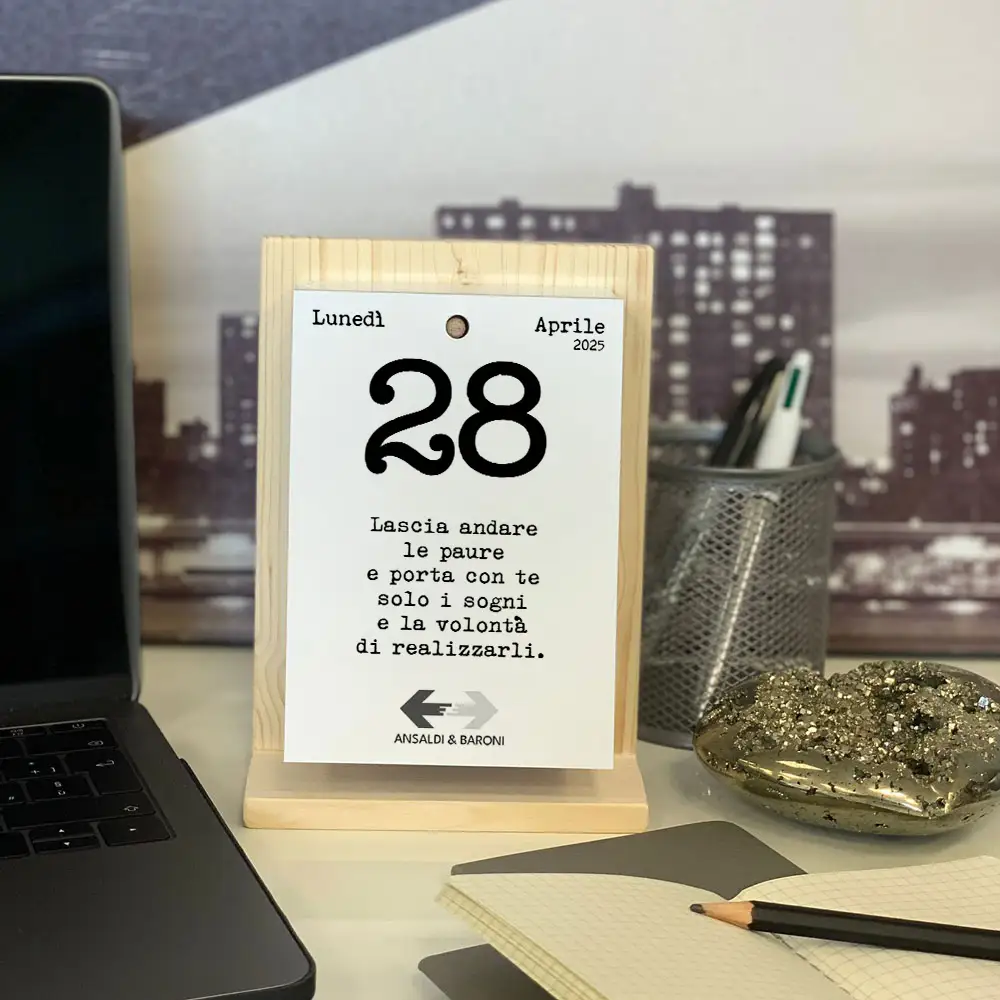 Lunedì
Aprile
2025
28
Lascia andare
le paure
e porta con te
solo i sogni
e la volontà
di realizzarli.
ANSALDI & BARONI